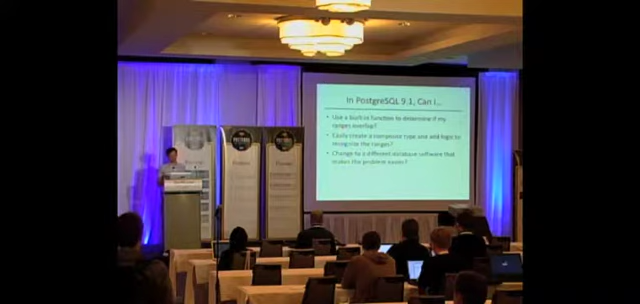 In PostgreSQL 9.1, Can I...
• Use a built in function to determine if my
ranges overlap?
• Easily create a composite type and add logic to
recognize the ranges?
• Change to a different database software that
makes the problem easier?